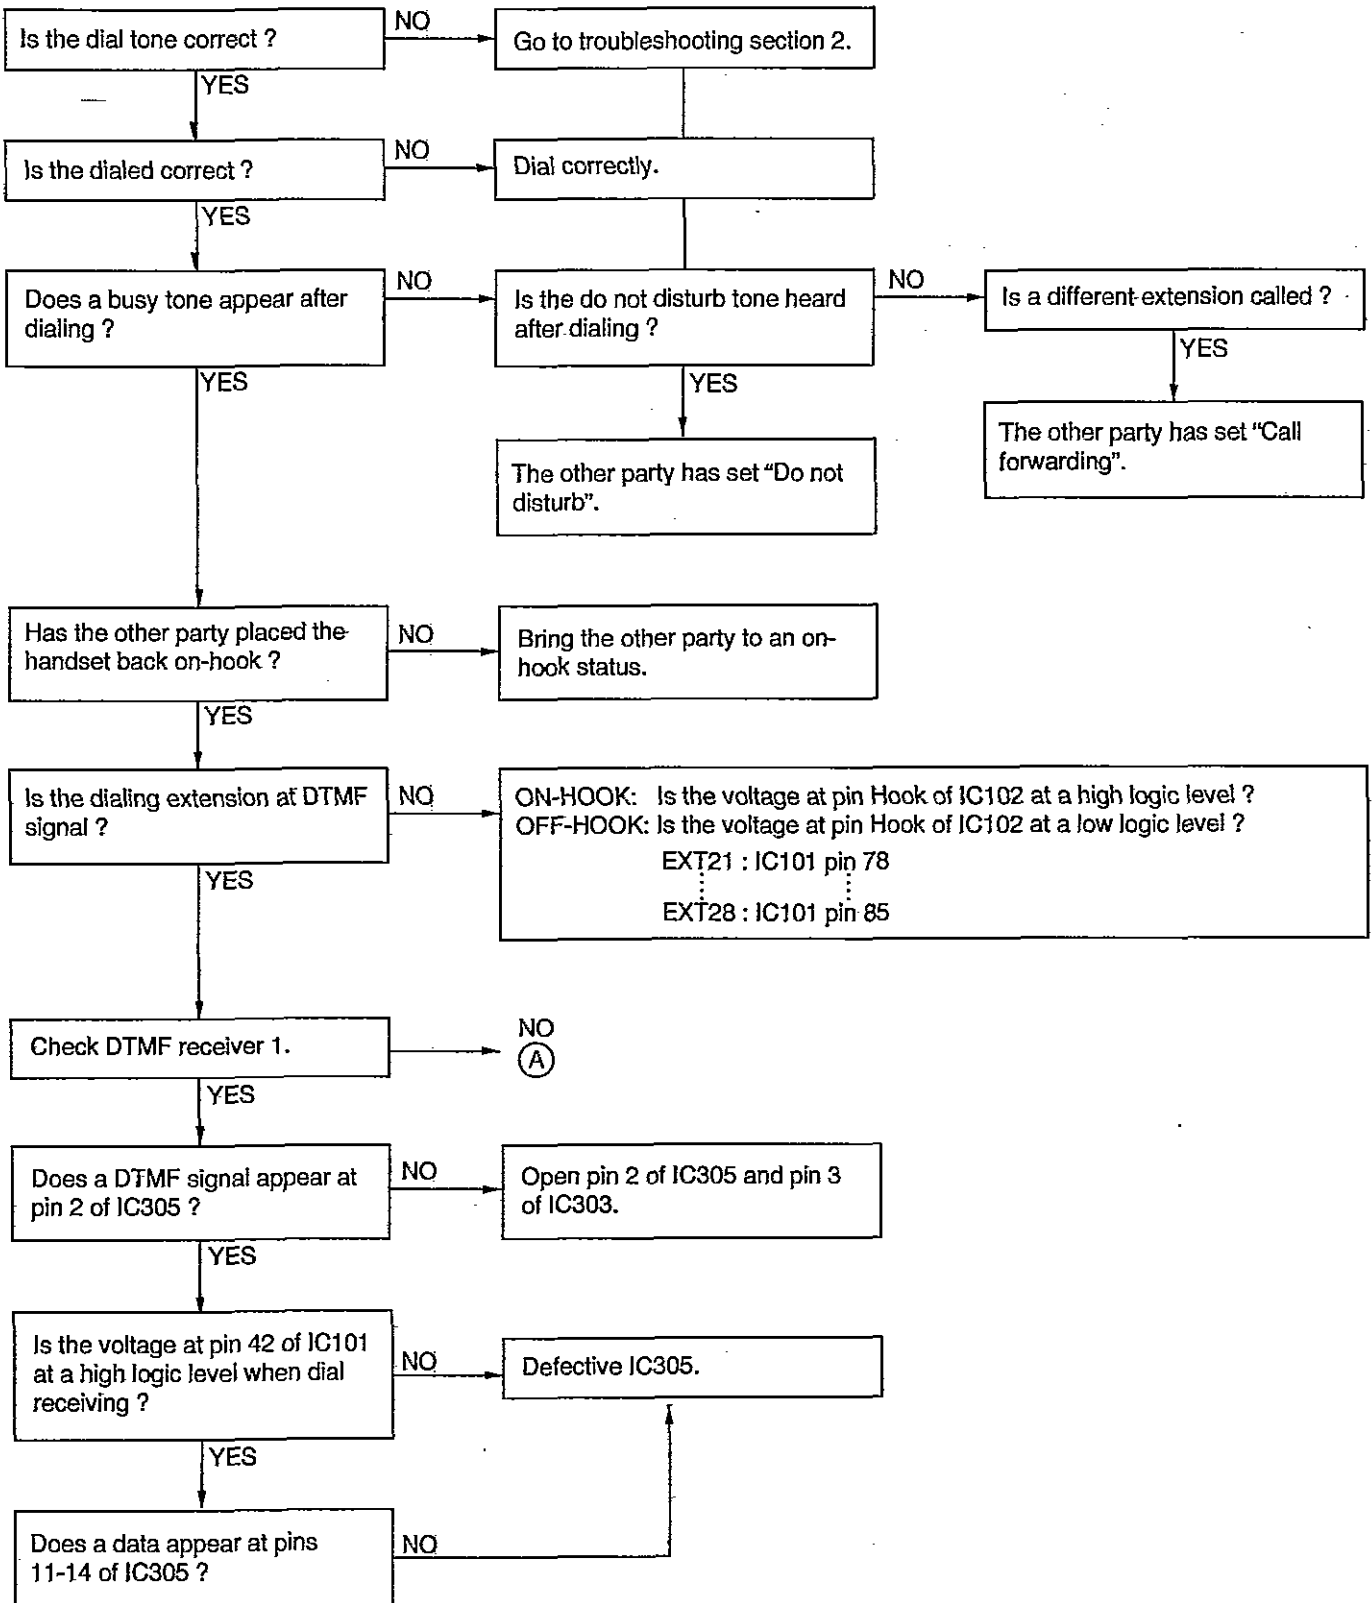 Is the dial tone correct ?
NO
Go to troubleshooting section 2.
YES
Is the dialed correct ?
NO
Dial correctly.
YES
Does a busy tone appear after
dialing ?
NO
Is the do not disturb tone heard
after dialing ?
NO
Is a different extension called ?
YES
YES
YES
The other party has set “Do not
disturb”.
The other party has set “Call
forwarding”.
Has the other party placed the
handset back on-hook ?
NO
Bring the other party to an on-
hook status.
YES
Is the dialing extension at DTMF
signal ?
NO
ON-HOOK: Is the voltage at pin Hook of IC102 at a high logic level ?
OFF-HOOK: Is the voltage at pin Hook of IC102 at a low logic level ?
EXT21 : IC101 pin 78
EXT28 : IC101 pin 85
YES
Check DTMF receiver 1.
NO
A
YES
Does a DTMF signal appear at
pin 2 of IC305 ?
NO
Open pin 2 of IC305 and pin 3
of IC303.
YES
Is the voltage at pin 42 of IC101
at a high logic level when dial
receiving ?
NO
Defective IC305.
YES
Does a data appear at pins
11-14 of IC305 ?
NO